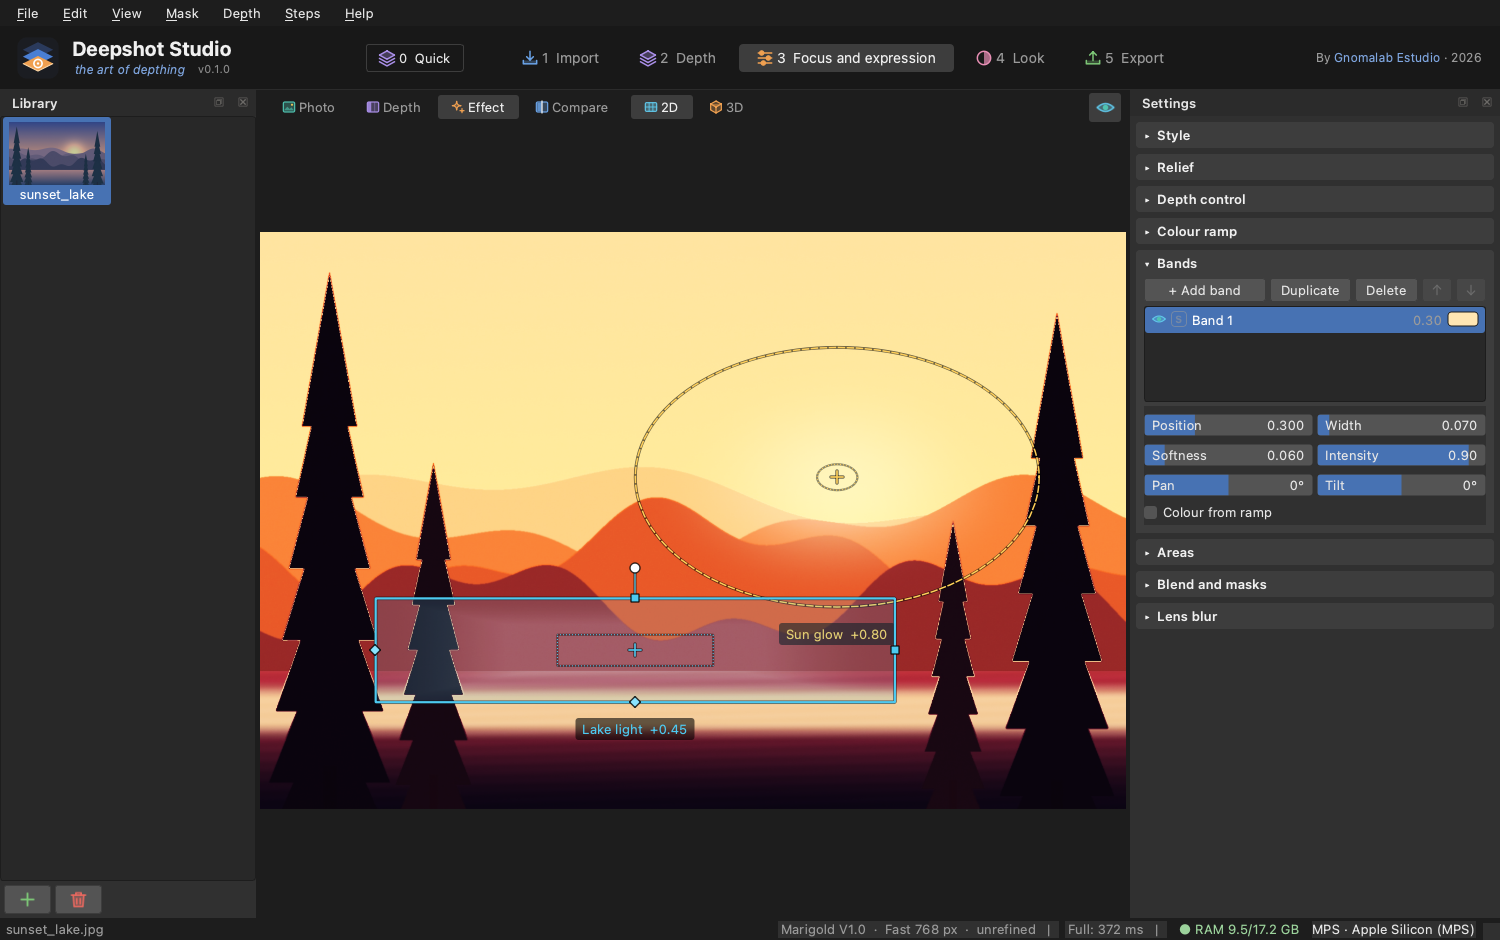 File Edit View Mask Depth Steps Help
Deepshot Studio
the art of depthing v0.1.0
0 Quick
1 Import
2 Depth
3 Focus and expression
4 Look
5 Export
By Gnomalab Estudio · 2026
Library
sunset_lake
Photo Depth Effect Compare 2D 3D
Sun glow +0.80
Lake light +0.45
Settings
Style
Relief
Depth control
Colour ramp
Bands
+ Add band Duplicate Delete ↑ ↓
S Band 1 0.30
Position 0.300 Width 0.070
Softness 0.060 Intensity 0.90
Pan 0° Tilt 0°
Colour from ramp
Areas
Blend and masks
Lens blur
sunset_lake.jpg
Marigold V1.0 · Fast 768 px · unrefined | Full: 372 ms | RAM 9.5/17.2 GB MPS · Apple Silicon (MPS)